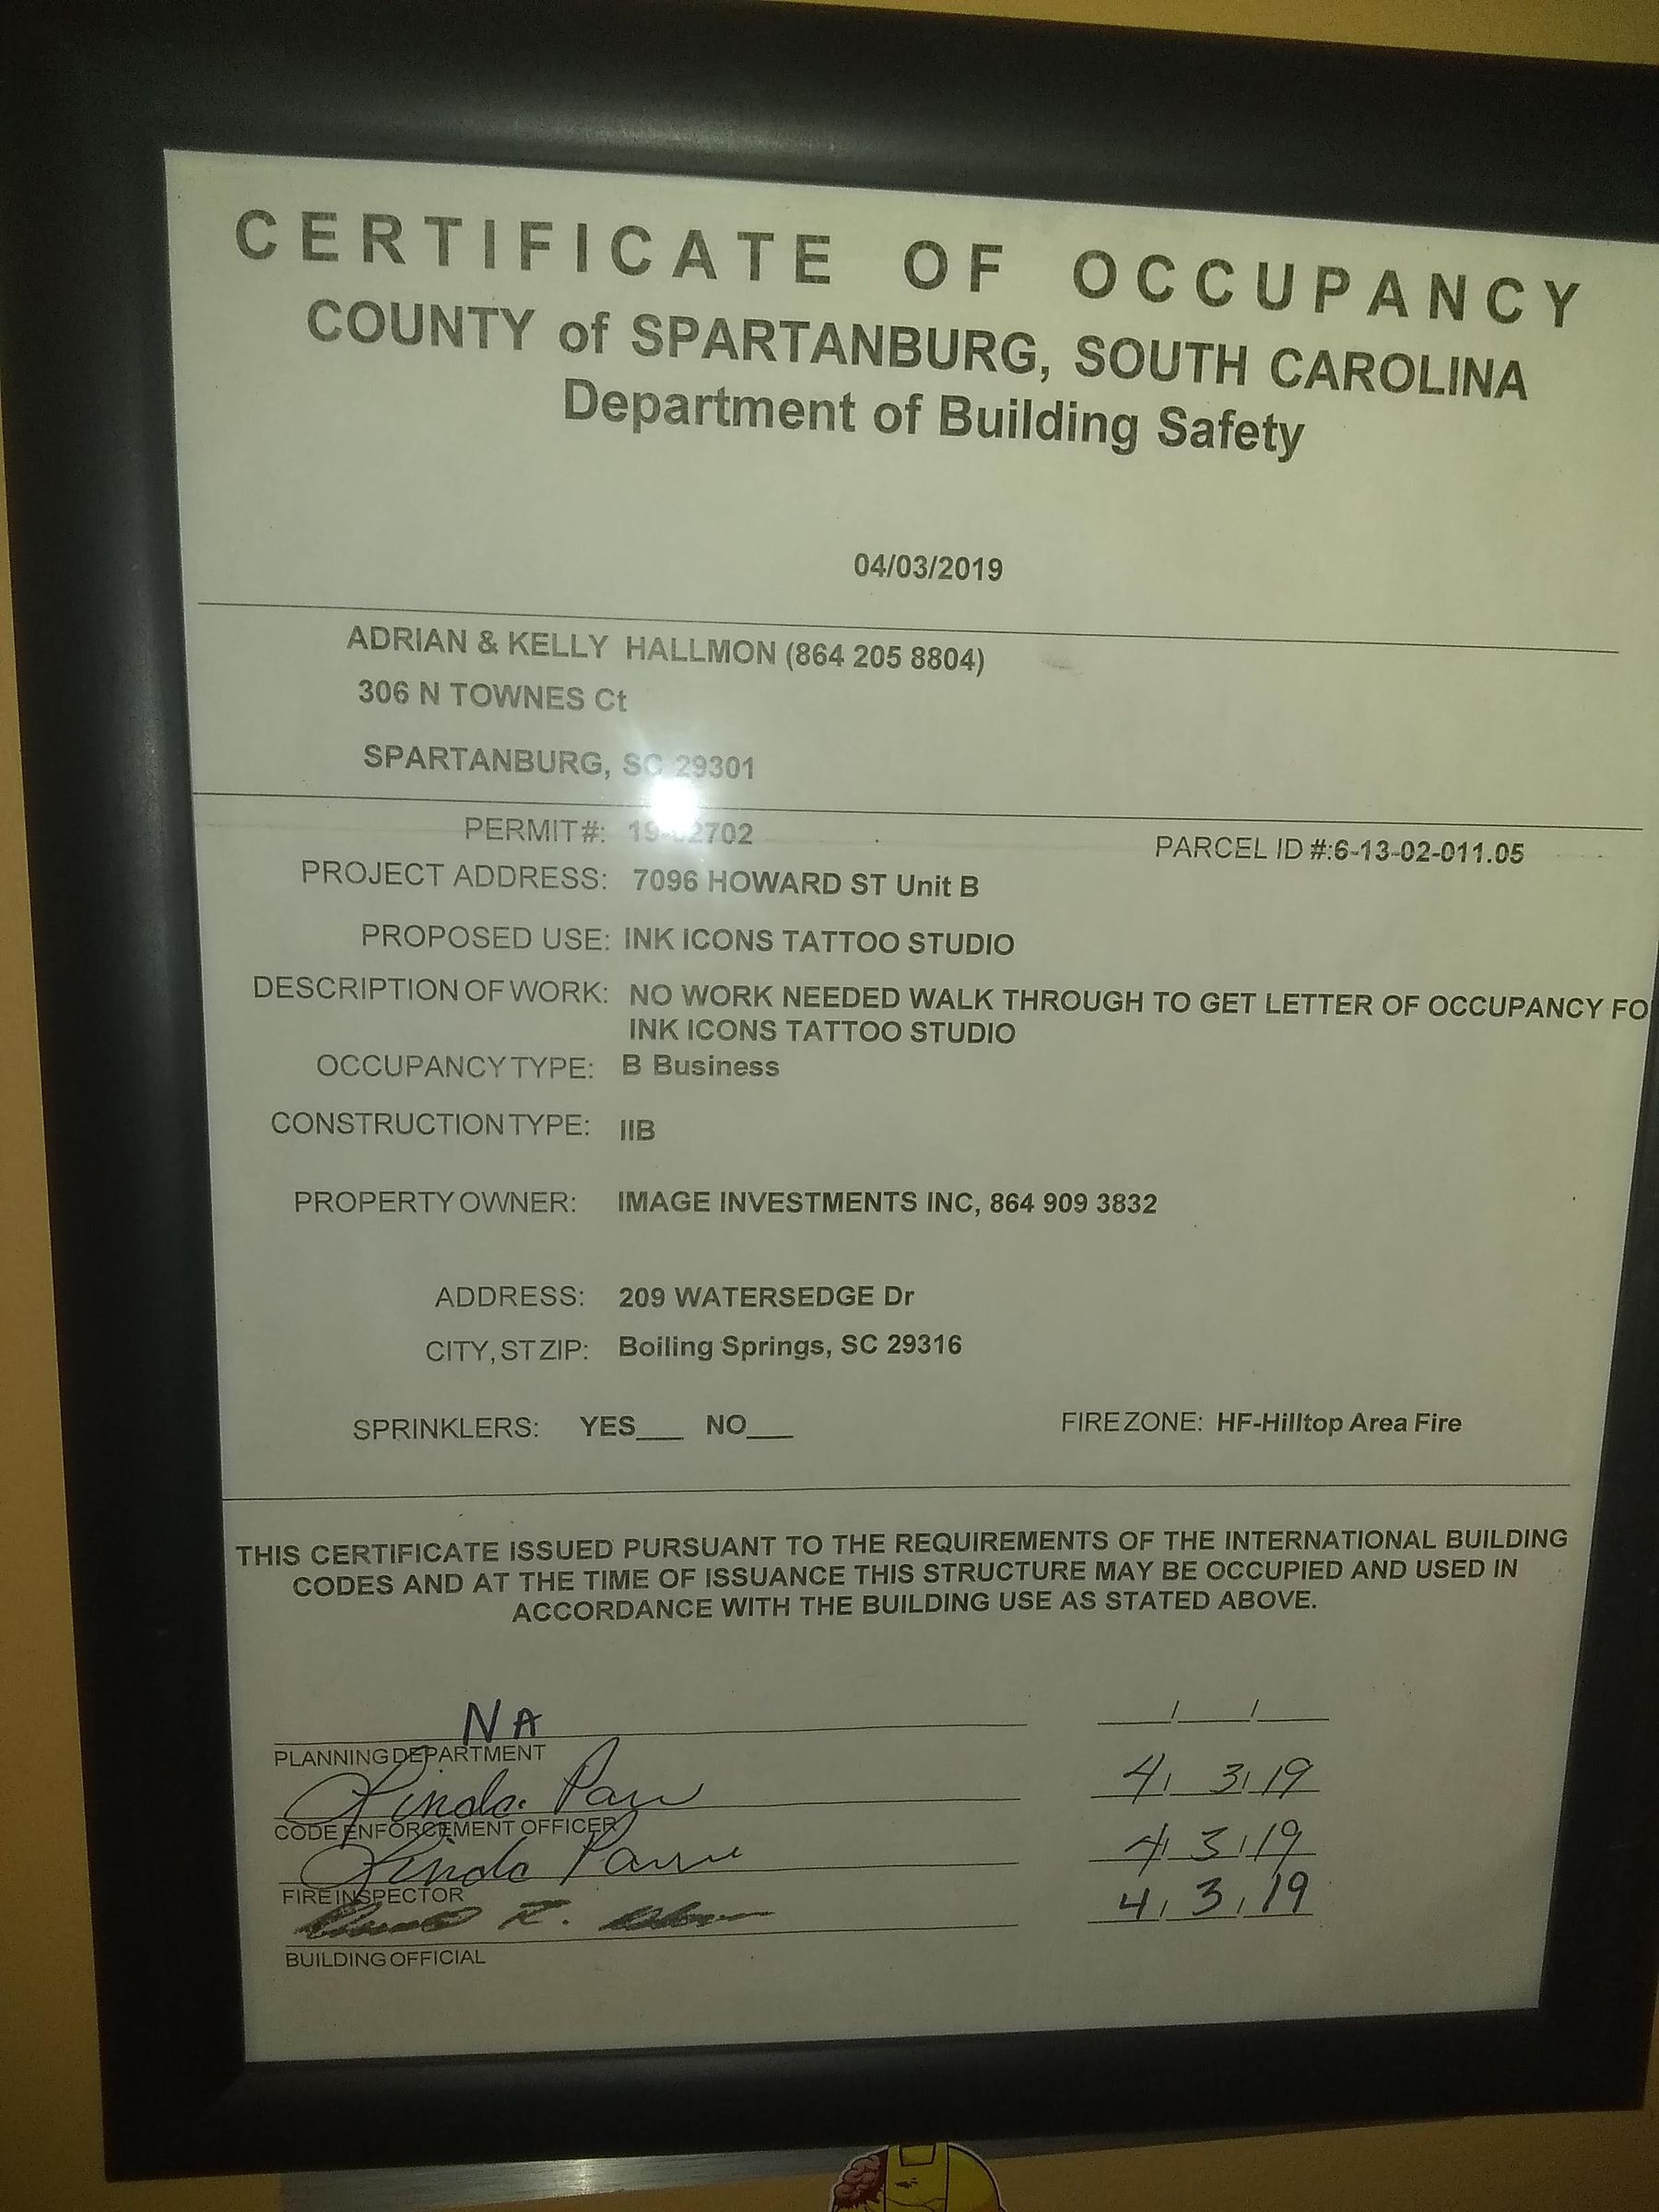 CERTIFICATE OF OCCUPANCY
COUNTY of SPARTANBURG, SOUTH CAROLINA
Department of Building Safety
04/03/2019
ADRIAN & KELLY HALLMON (864 205 8804)
306 N TOWNES Ct
SPARTANBURG, SC 29301
PERMIT#: PARCEL ID #:6-13-02-011.05
PROJECT ADDRESS: 7096 HOWARD ST Unit B
PROPOSED USE: INK ICONS TATTOO STUDIO
DESCRIPTION OF WORK: NO WORK NEEDED WALK THROUGH TO GET LETTER OF OCCUPANCY FO
INK ICONS TATTOO STUDIO
OCCUPANCY TYPE: B Business
CONSTRUCTION TYPE: IIB
PROPERTY OWNER: IMAGE INVESTMENTS INC, 864 909 3832
ADDRESS: 209 WATERSEDGE Dr
CITY, ST ZIP: Boiling Springs, SC 29316
SPRINKLERS: YES___ NO___ FIRE ZONE: HF-Hilltop Area Fire
THIS CERTIFICATE ISSUED PURSUANT TO THE REQUIREMENTS OF THE INTERNATIONAL BUILDING
CODES AND AT THE TIME OF ISSUANCE THIS STRUCTURE MAY BE OCCUPIED AND USED IN
ACCORDANCE WITH THE BUILDING USE AS STATED ABOVE.
NA ___/___/___
PLANNING DEPARTMENT
Linda 4/ 3/ 19
CODE ENFORCEMENT OFFICER
Linda 4/ 3/ 19
FIRE INSPECTOR
R. 4/ 3/ 19
BUILDING OFFICIAL